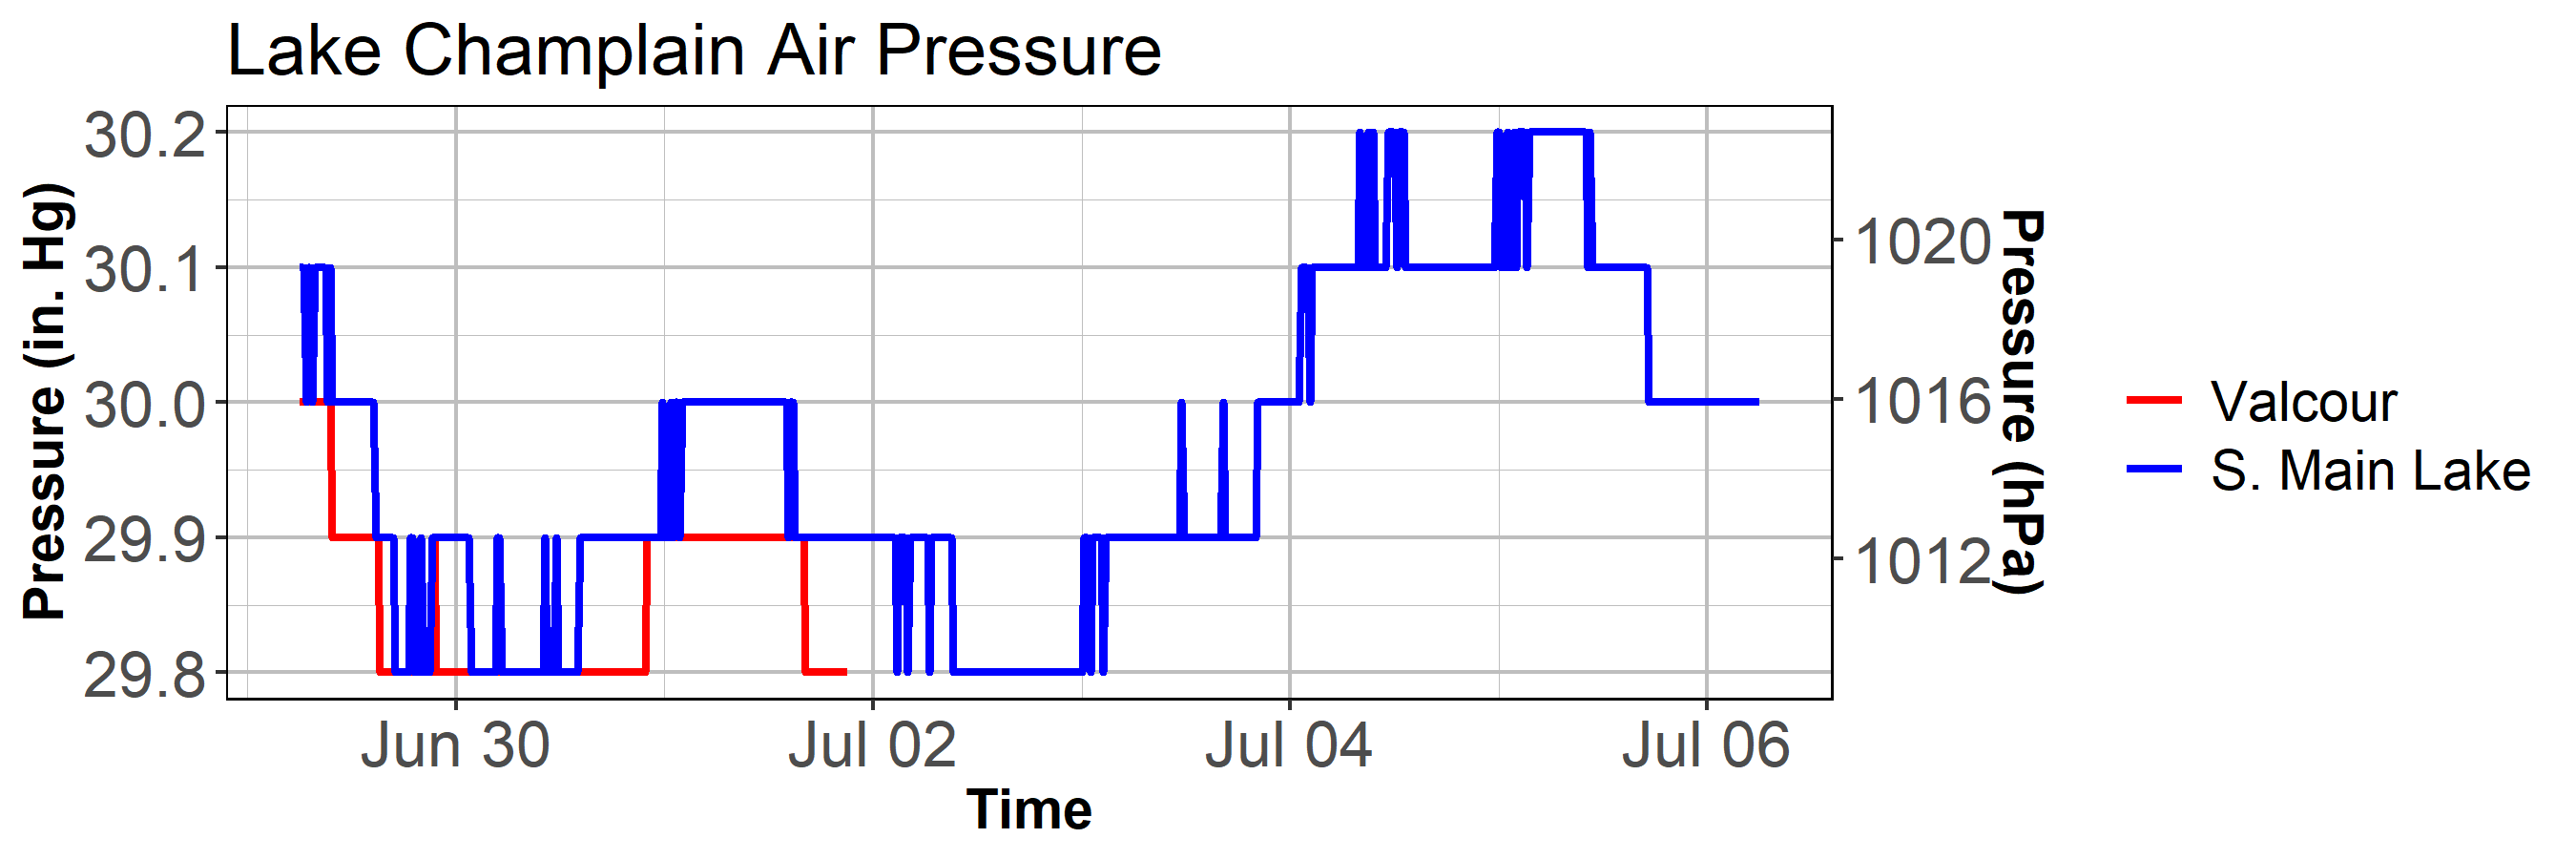 Lake Champlain Air Pressure
Pressure (in. Hg)
30.2
30.1
30.0
29.9
29.8
1020
1016
1012
Pressure (hPa)
Valcour
S. Main Lake
Jun 30
Jul 02
Jul 04
Jul 06
Time